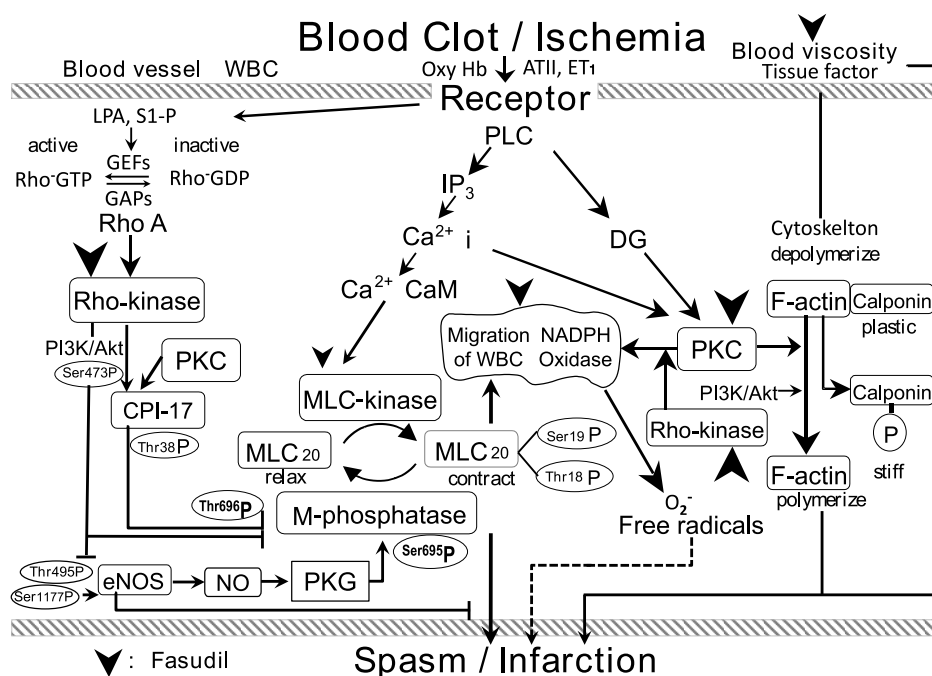 Blood Clot / Ischemia
Blood vessel WBC
Oxy Hb ATII, ET1
Blood viscosity
Tissue factor
Receptor
LPA, S1-P
active inactive
GEFs
Rho-GTP Rho-GDP
GAPs
Rho A
PLC
IP3
Ca2+ i
DG
Ca2+ CaM
Cytoskelton
depolymerize
Rho-kinase
PI3K/Akt
Ser473P
PKC
CPI-17
Thr38P
Migration NADPH
of WBC Oxidase
PKC
F-actin Calponin
plastic
PI3K/Akt
Calponin
P
stiff
MLC-kinase
Rho-kinase
MLC20
relax
MLC20
contract
Ser19 P
Thr18 P
F-actin
polymerize
O2-
Free radicals
Thr696P
M-phosphatase
Ser695P
Thr495P
Ser1177P
eNOS
NO
PKG
: Fasudil
Spasm / Infarction